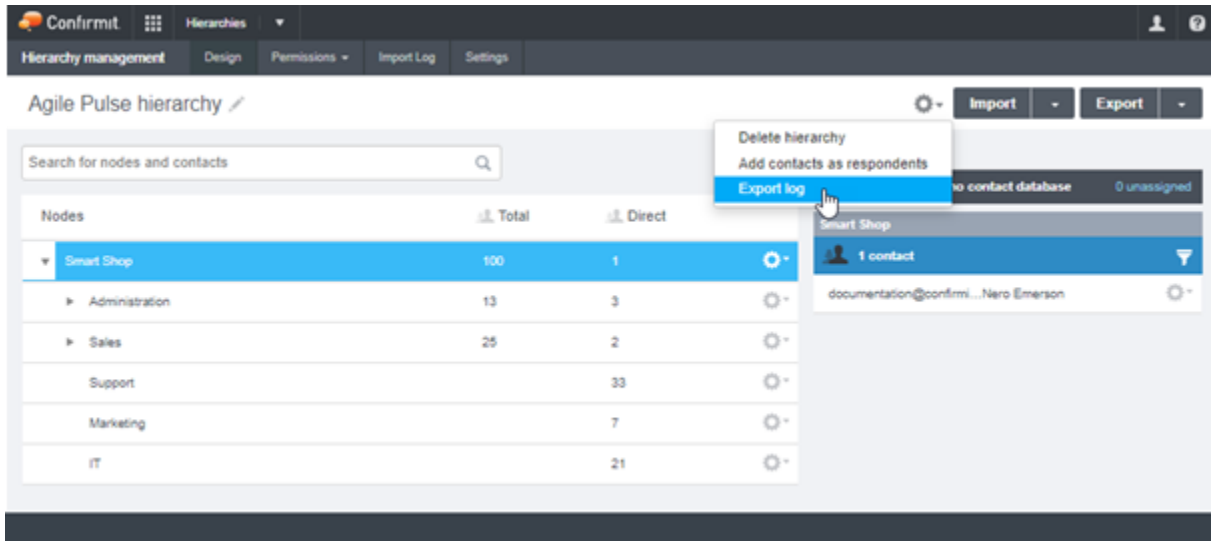 Confirmit Hierarchies
Hierarchy management Design Permissions Import Log Settings
Agile Pulse hierarchy Import Export
Delete hierarchy
Search for nodes and contacts Add contacts as respondents
Export log no contact database 0 unassigned
Nodes Total Direct
Smart Shop
Smart Shop 100 1 1 contact
Administration 13 3 documentation@confirmi...Nero Emerson
Sales 25 2
Support 33
Marketing 7
IT 21